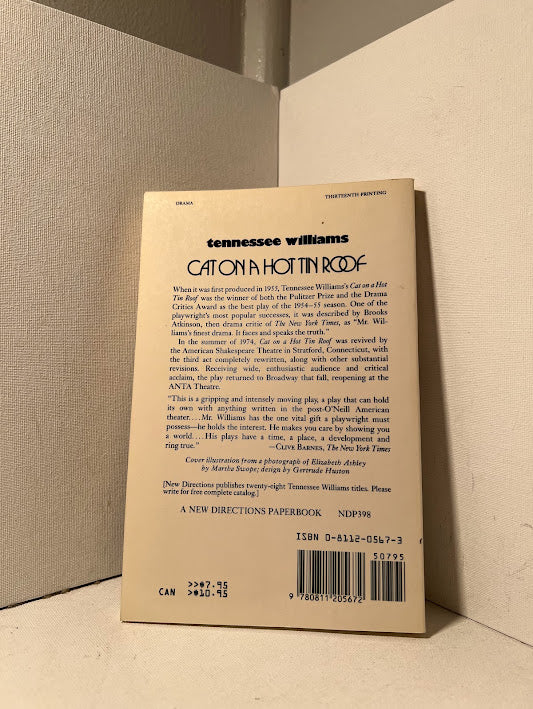 DRAMA
THIRTEENTH PRINTING
tennessee williams
CAT ON A HOT TIN ROOF
When it was first produced in 1955, Tennessee Williams's Cat on a Hot
Tin Roof was the winner of both the Pulitzer Prize and the Drama
Critics Award as the best play of the 1954–55 season. One of the
playwright's most popular successes, it was described by Brooks
Atkinson, then drama critic of The New York Times, as "Mr. Wil-
liams's finest drama. It faces and speaks the truth."
In the summer of 1974, Cat on a Hot Tin Roof was revived by
the American Shakespeare Theatre in Stratford, Connecticut, with
the third act completely rewritten, along with other substantial
revisions. Receiving wide, enthusiastic audience and critical
acclaim, the play returned to Broadway that fall, reopening at the
ANTA Theatre.
"This is a gripping and intensely moving play, a play that can hold
its own with anything written in the post-O'Neill American
theater.... Mr. Williams has the one vital gift a playwright must
possess—he holds the interest. He makes you care by showing you
a world.... His plays have a time, a place, a development and
ring true." —CLIVE BARNES, The New York Times
Cover illustration from a photograph of Elizabeth Ashley
by Martha Swope; design by Gertrude Huston
[New Directions publishes twenty-eight Tennessee Williams titles. Please
write for free complete catalog.]
A NEW DIRECTIONS PAPERBOOK NDP398
ISBN 0-8112-0567-3
50795
>>$7.95
CAN >$10.95
9 780811 205672